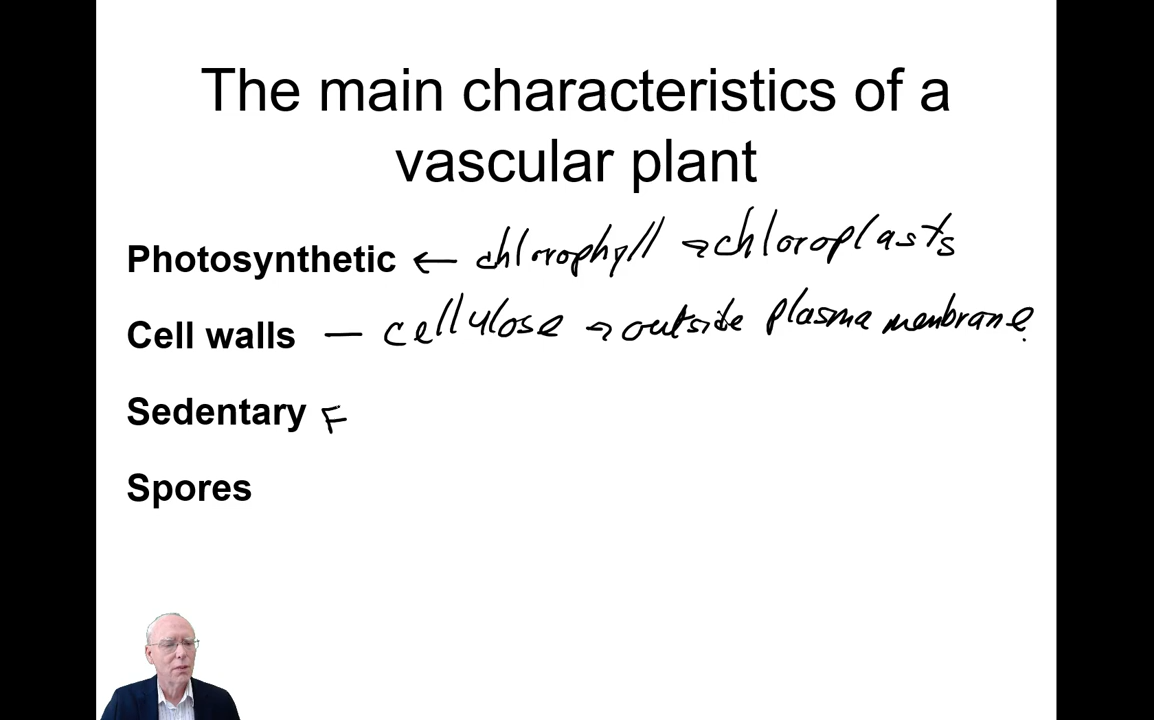 The main characteristics of a
vascular plant
Photosynthetic ← chlorophyll → chloroplasts
Cell walls — cellulose → outside plasma membrane.
Sedentary F
Spores